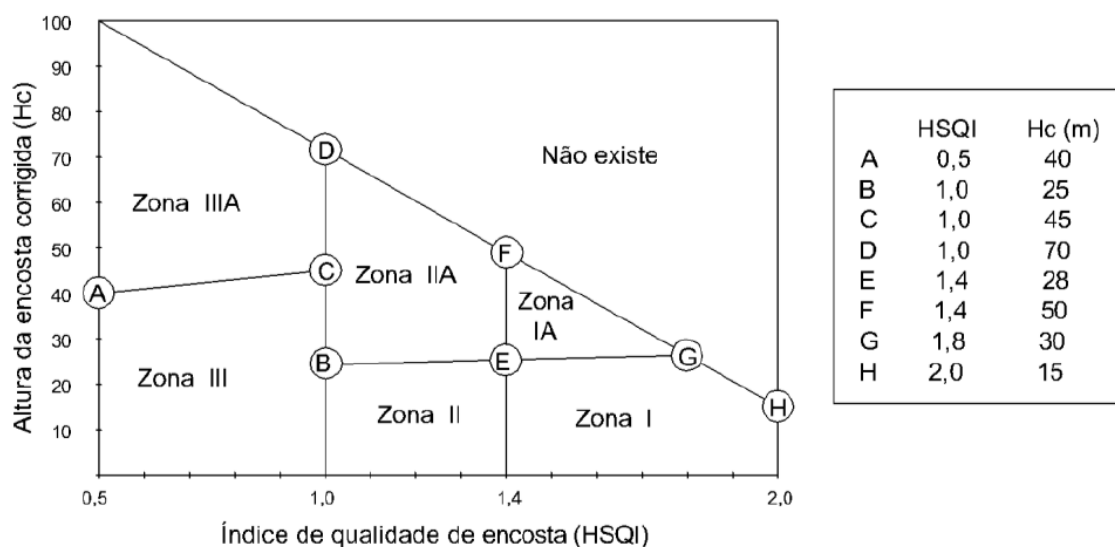 Altura da encosta corrigida (Hc)
100
90
80
70
60
50
40
30
20
10
D
Não existe
Zona IIIA
F
C
Zona IIA
A
Zona
IA
B
E
G
Zona III
Zona II
Zona I
H
0,5
1,0
1,4
2,0
Índice de qualidade de encosta (HSQI)
HSQI Hc (m)
A 0,5 40
B 1,0 25
C 1,0 45
D 1,0 70
E 1,4 28
F 1,4 50
G 1,8 30
H 2,0 15